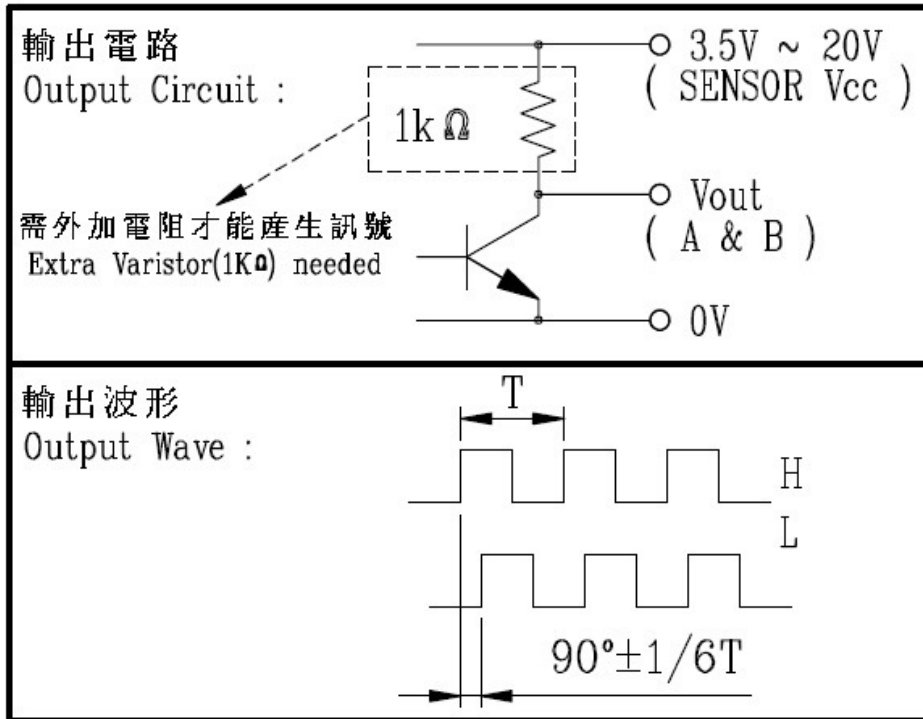 輸出電路
Output Circuit :
3.5V ~ 20V
( SENSOR Vcc )
1kΩ
Vout
( A & B )
需外加電阻才能產生訊號
Extra Varistor(1KΩ) needed
0V
輸出波形
Output Wave :
T
H
L
90°±1/6T